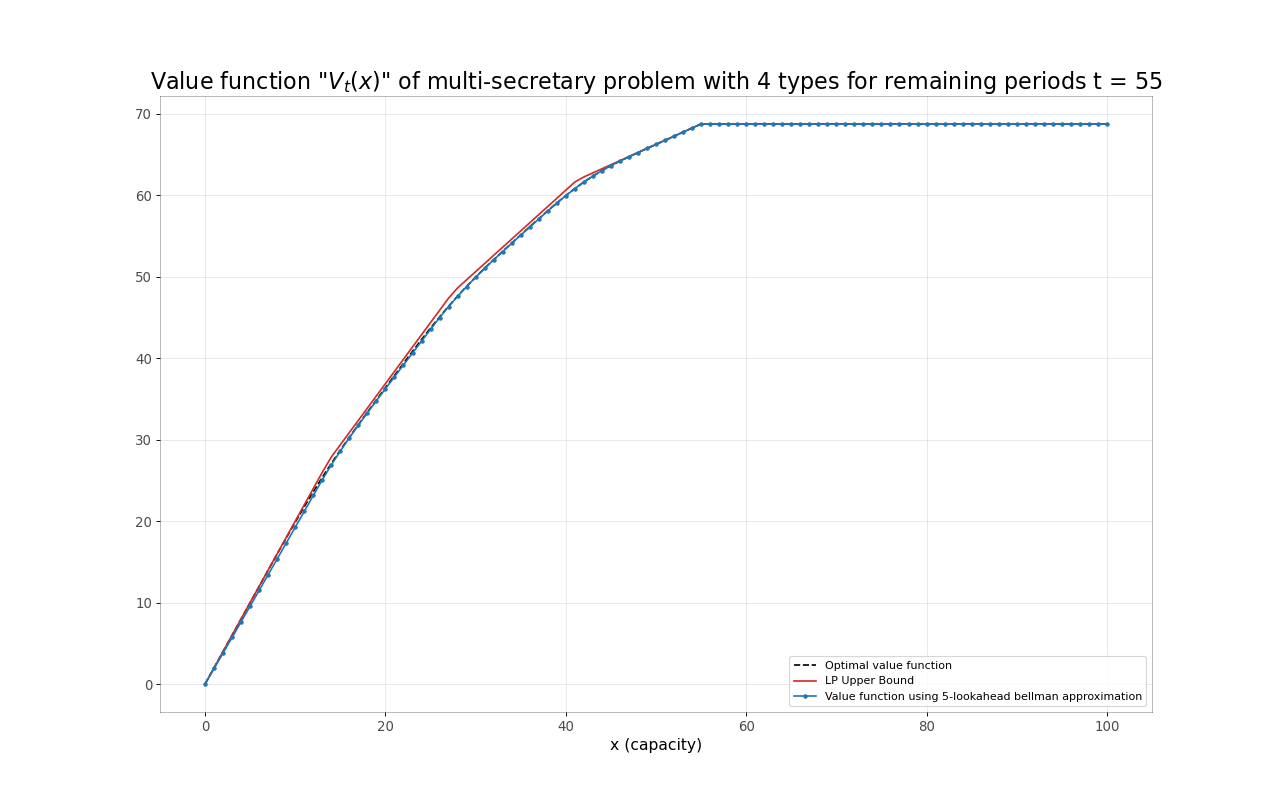 Value function "V_t(x)" of multi-secretary problem with 4 types for remaining periods t = 55
70
60
50
40
30
20
10
0
0 20 40 60 80 100
x (capacity)
Optimal value function
LP Upper Bound
Value function using 5-lookahead bellman approximation